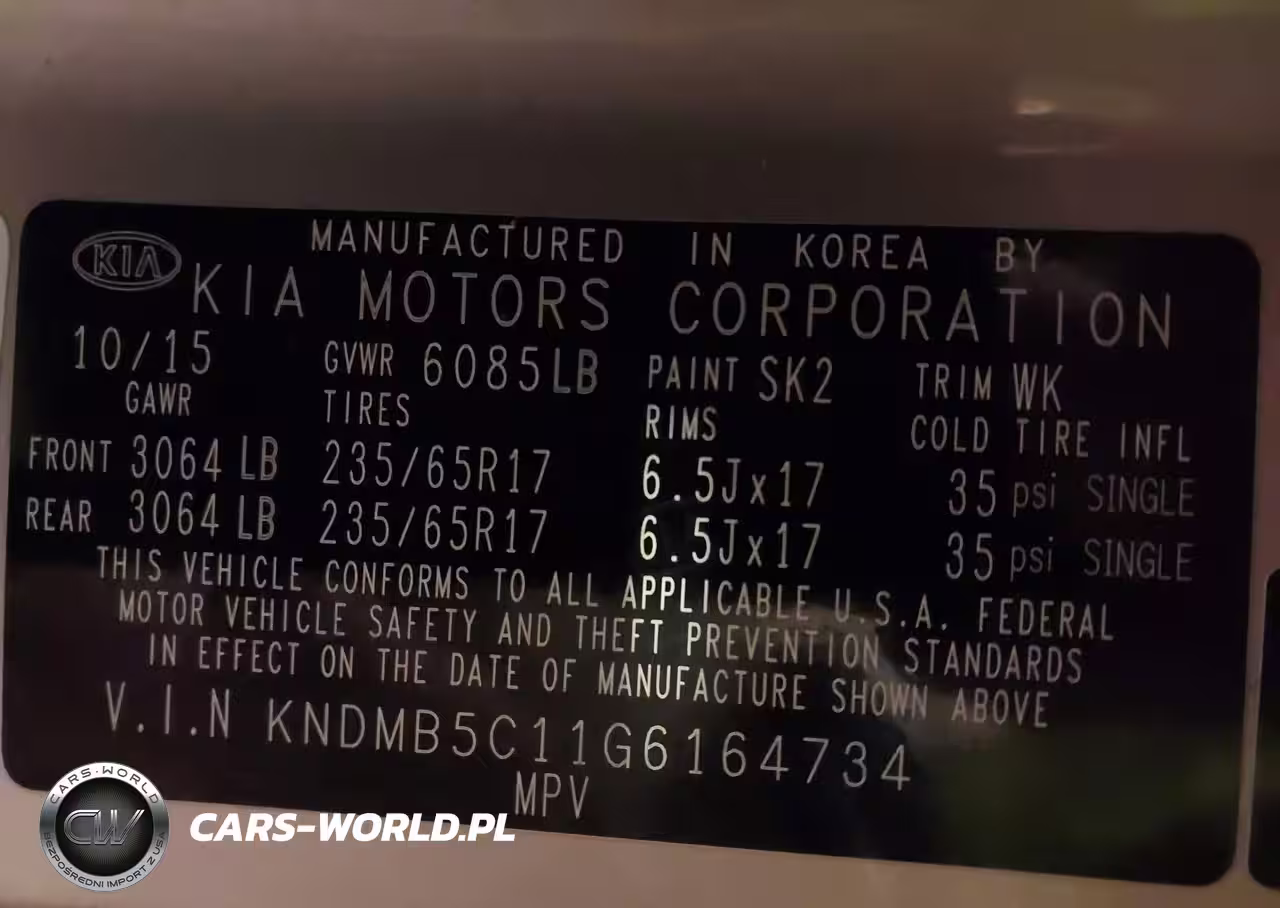 MANUFACTURED IN KOREA BY
KIA
KIA MOTORS CORPORATION
10/15 GVWR 6085LB PAINT SK2 TRIM WK
GAWR TIRES RIMS COLD TIRE INFL
FRONT 3064 LB 235/65R17 6.5Jx17 35 psi SINGLE
REAR 3064 LB 235/65R17 6.5Jx17 35 psi SINGLE
THIS VEHICLE CONFORMS TO ALL APPLICABLE U.S.A. FEDERAL
MOTOR VEHICLE SAFETY AND THEFT PREVENTION STANDARDS
IN EFFECT ON THE DATE OF MANUFACTURE SHOWN ABOVE
V.I.N KNDMB5C11G6164734
MPV
CARS-WORLD
CW
BEZPOŚREDNI IMPORT Z USA
CARS-WORLD.PL